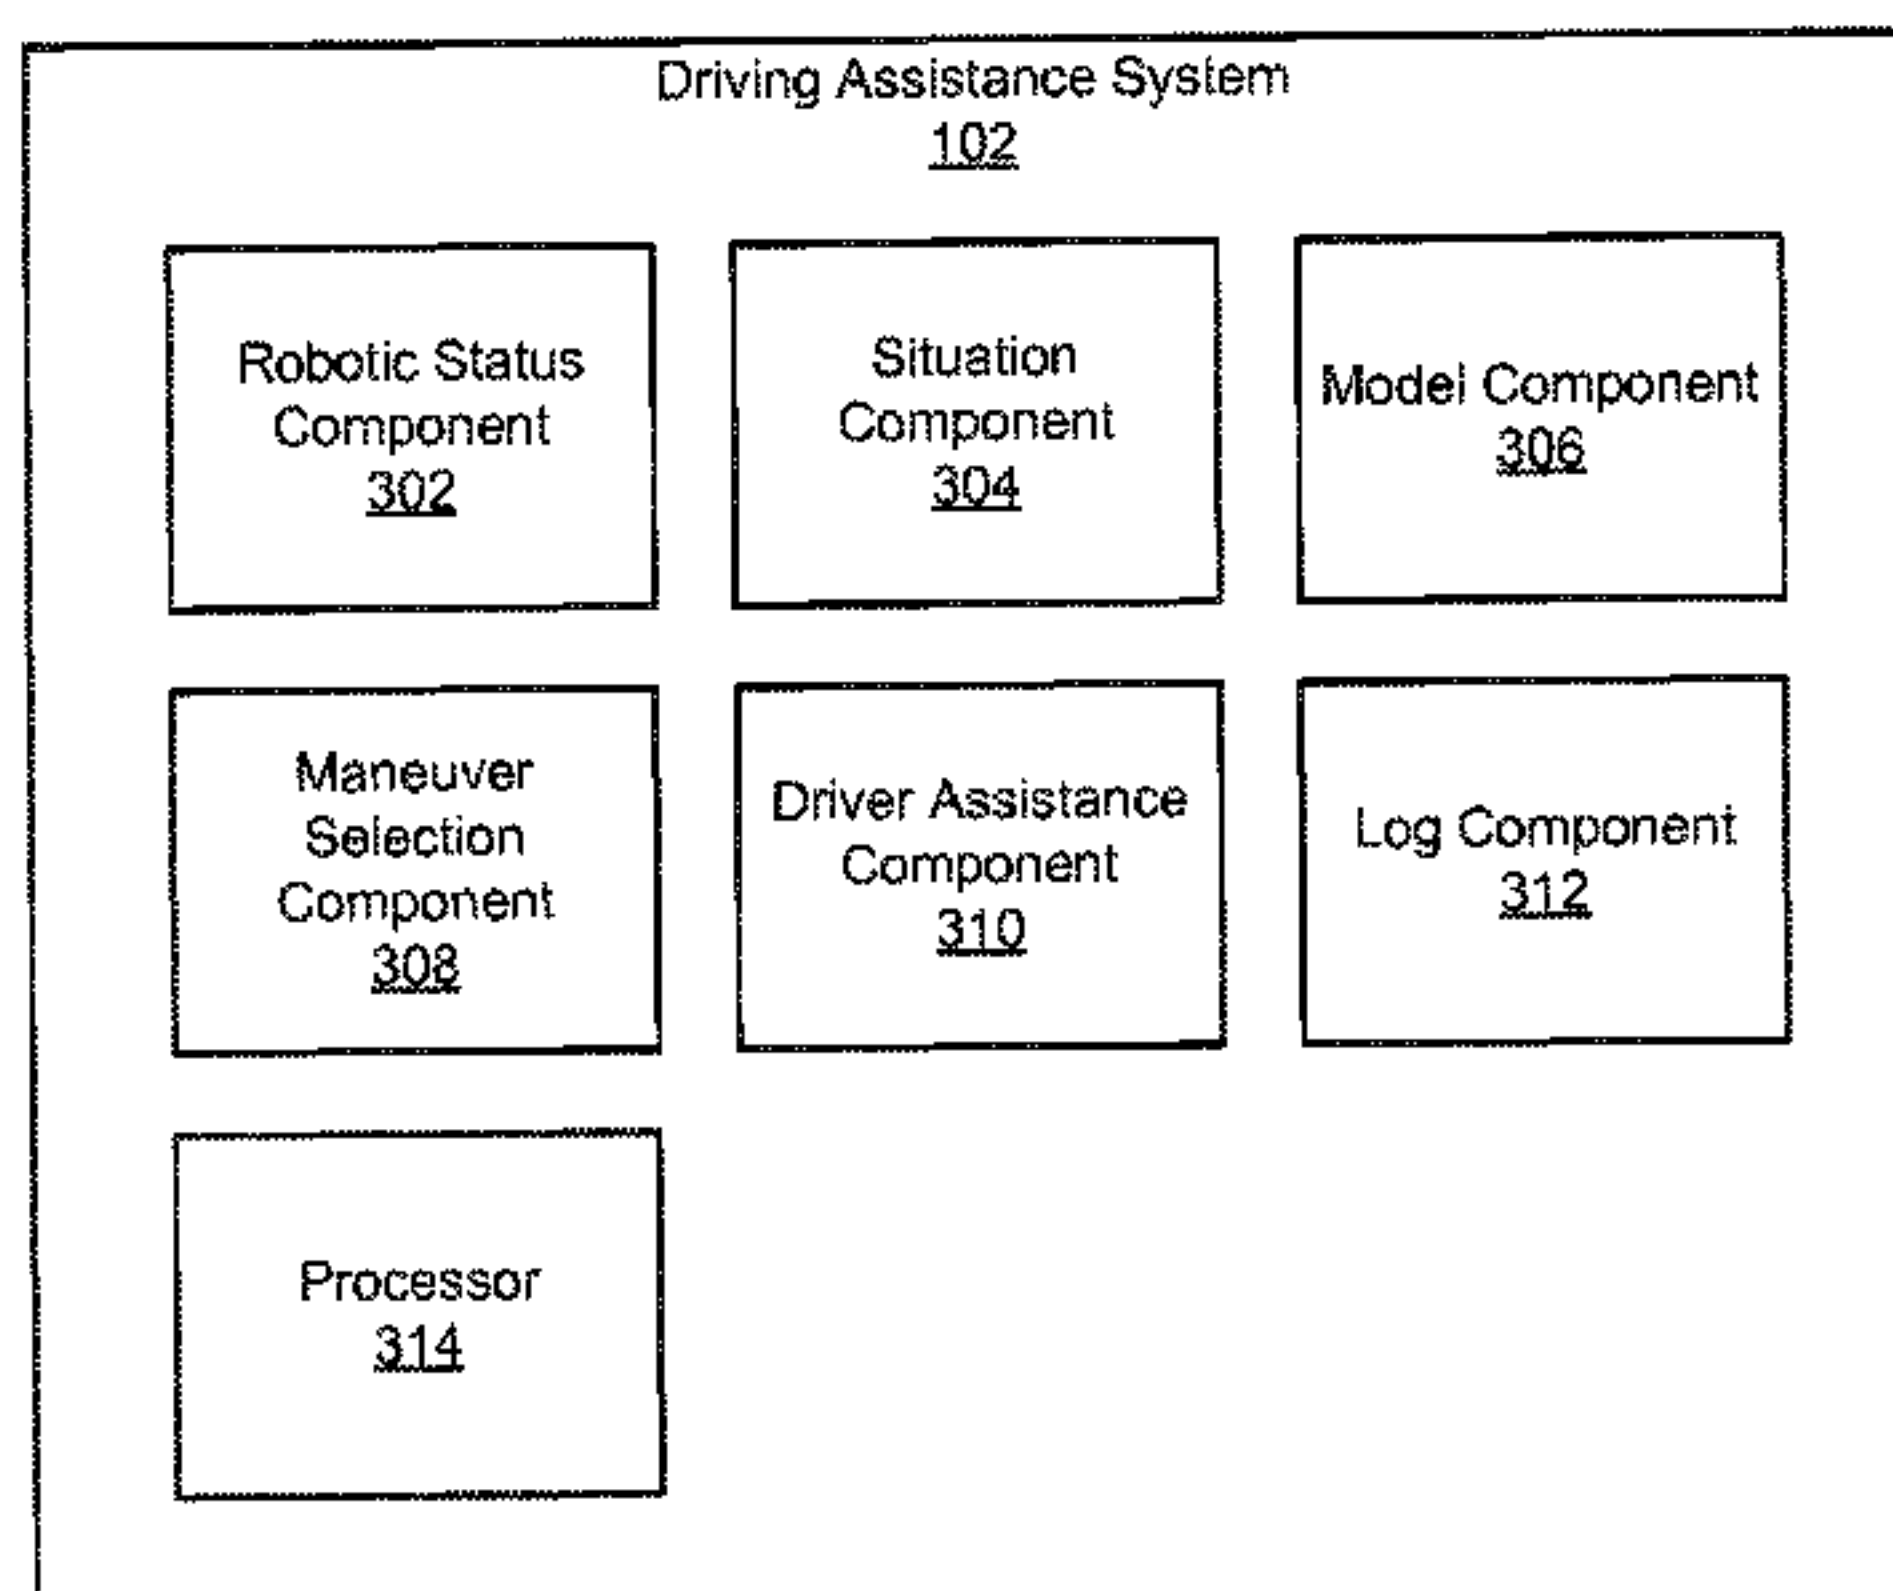 Driving Assistance System
102
Robotic Status
Component
302
Situation
Component
304
Model Component
306
Maneuver
Selection
Component
308
Driver Assistance
Component
310
Log Component
312
Processor
314